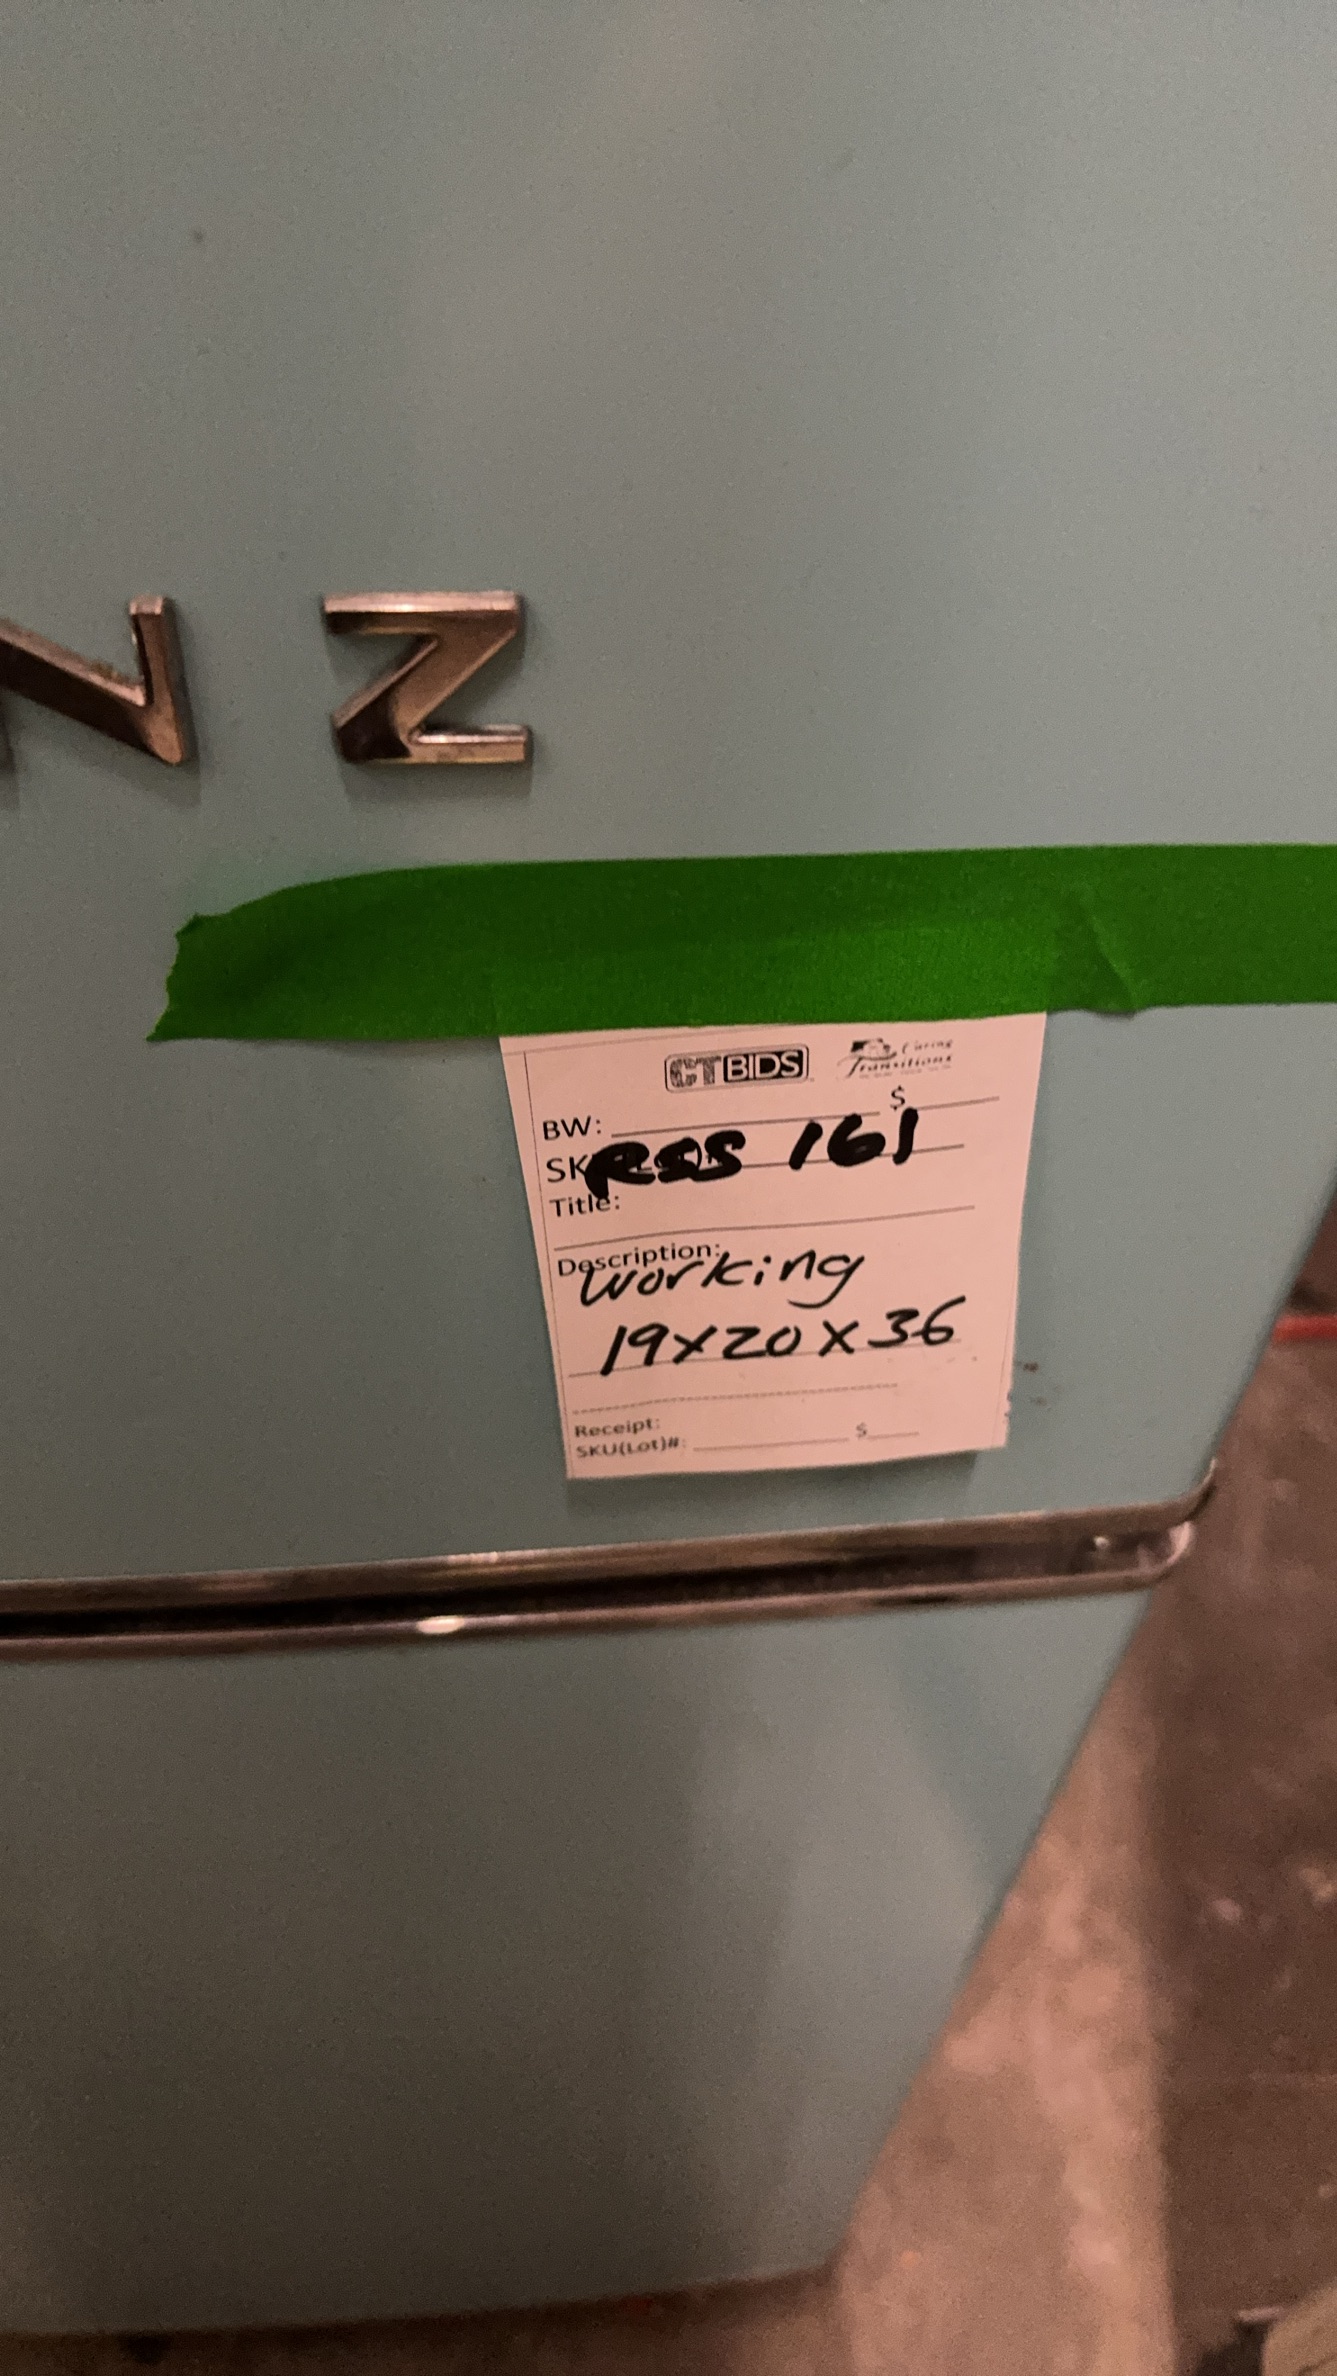 NZ
CTBIDS Caring Transitions
BW: $
SK RSS 161
Title:
Description:
Working
19x20x36
Receipt:
SKU(Lot)#: $